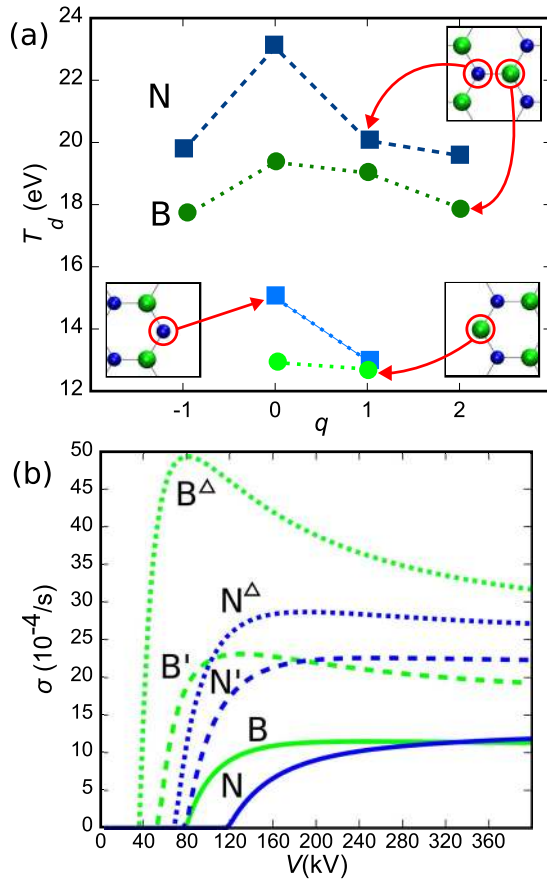 (a)
24
22
20
18
16
14
12
T_d (eV)
N
B
-1 0 1 2
q
(b)
50
45
40
35
30
25
20
15
10
5
0
σ (10⁻⁴/s)
B^△
N^△
B'
N'
B
N
0 40 80 120 160 200 240 280 320 360
V(kV)